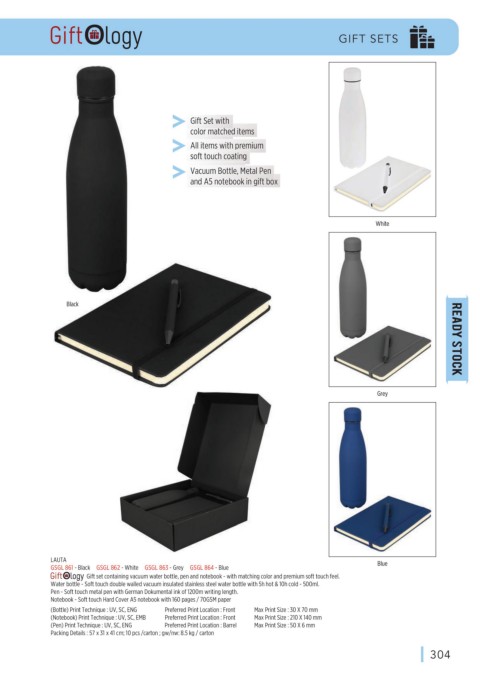 GiftOlogy
GIFT SETS
Gift Set with
color matched items
All items with premium
soft touch coating
Vacuum Bottle, Metal Pen
and A5 notebook in gift box
White
Black
Grey
READY STOCK
Blue
LAUTA
GSGL 861 - Black GSGL 862 - White GSGL 863 - Grey GSGL 864 - Blue
GiftOlogy Gift set containing vacuum water bottle, pen and notebook - with matching color and premium soft touch feel.
Water bottle - Soft touch double walled vacuum insulated stainless steel water bottle with 5h hot & 10h cold - 500ml.
Pen - Soft touch metal pen with German Dokumental ink of 1200m writing length.
Notebook - Soft touch Hard Cover A5 notebook with 160 pages / 70GSM paper
(Bottle) Print Technique : UV, SC, ENG Preferred Print Location : Front Max Print Size : 30 X 70 mm
(Notebook) Print Technique : UV, SC, EMB Preferred Print Location : Front Max Print Size : 210 X 140 mm
(Pen) Print Technique : UV, SC, ENG Preferred Print Location : Barrel Max Print Size : 50 X 6 mm
Packing Details : 57 x 31 x 41 cm; 10 pcs /carton ; gw/nw: 8.5 kg / carton
304